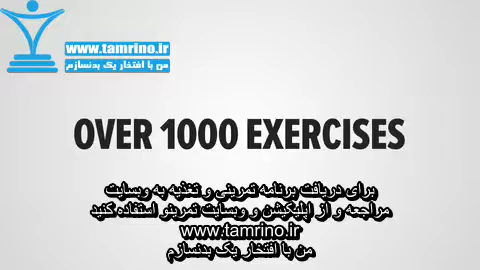 www.tamrino.ir
من با افتخار یک بدنسازم
OVER 1000 EXERCISES
برای دریافت برنامه تمرینی و تغذیه به وبسایت
مراجعه و از اپلیکیشن و وبسایت تمرینو استفاده کنید
www.tamrino.ir
من با افتخار یک بدنسازم